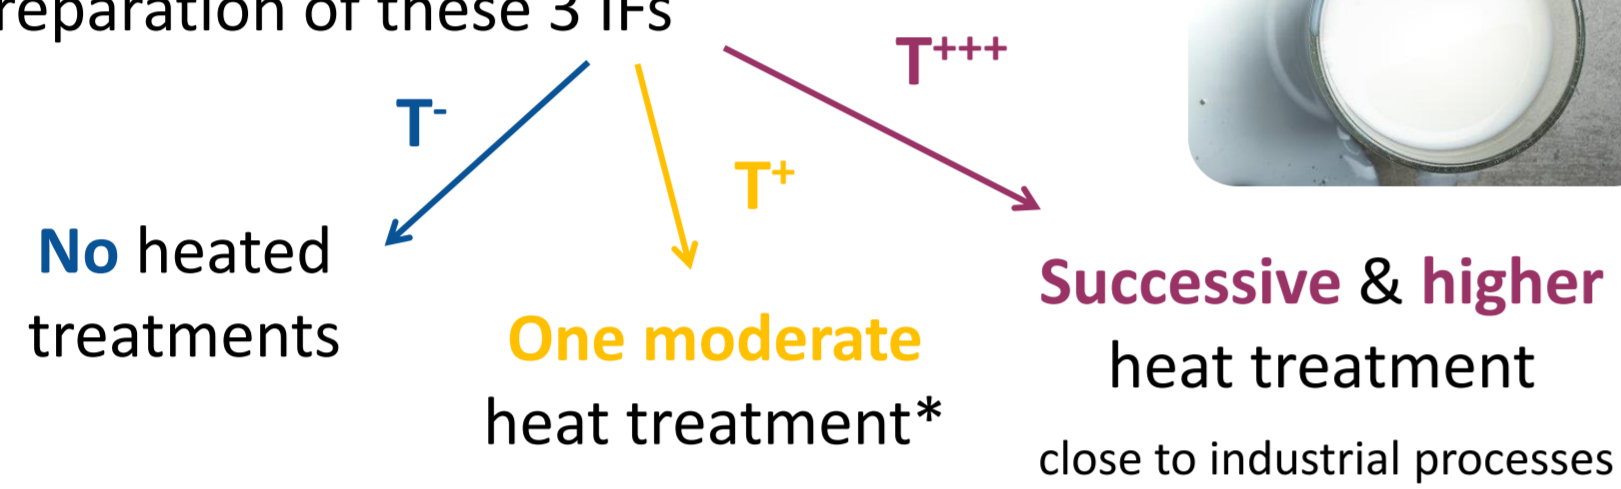 reparation of these 3 IFs
T+++
T-
T+
No heated
treatments
One moderate
heat treatment*
Successive & higher
heat treatment
close to industrial processes